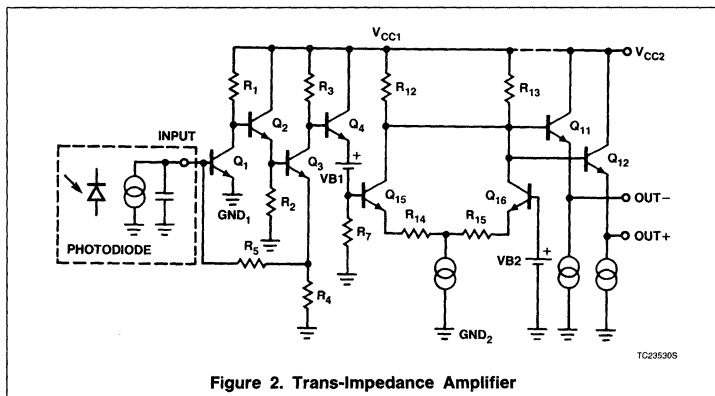 VCC1
VCC2
R1
R3
R12
R13
Q2
Q4
Q11
INPUT
Q1
Q3
Q12
VB1
+
Q15
Q16
GND1
R2
R7
R14
R15
OUT−
OUT+
PHOTODIODE
R5
R4
VB2
+
GND2
TC23530S
Figure 2. Trans-Impedance Amplifier